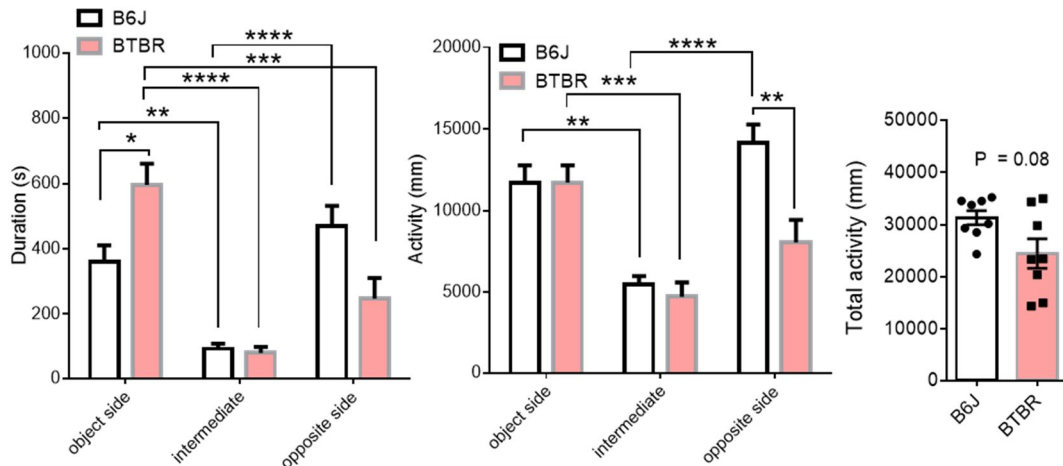 B6J
BTBR
1000
800
600
400
200
0
Duration (s)
****
***
****
**
*
object side
intermediate
opposite side
B6J
BTBR
20000
15000
10000
5000
0
Activity (mm)
****
***
**
**
object side
intermediate
opposite side
50000
40000
30000
20000
10000
0
Total activity (mm)
P = 0.08
B6J
BTBR